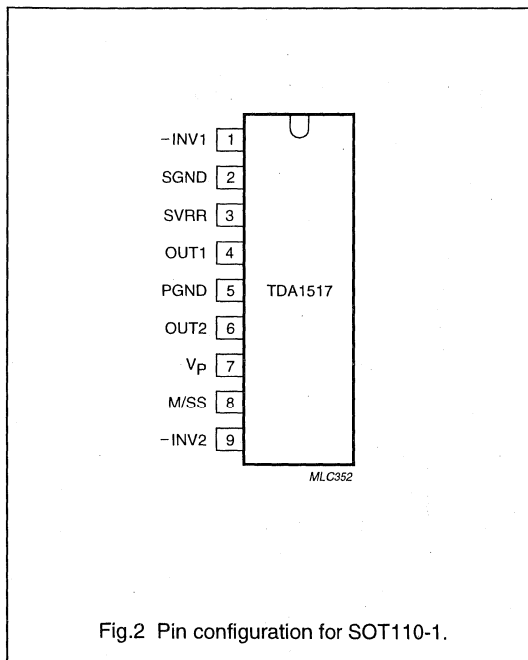 −INV1 1
SGND 2
SVRR 3
OUT1 4
PGND 5 TDA1517
OUT2 6
VP 7
M/SS 8
−INV2 9
MLC352
Fig.2 Pin configuration for SOT110-1.